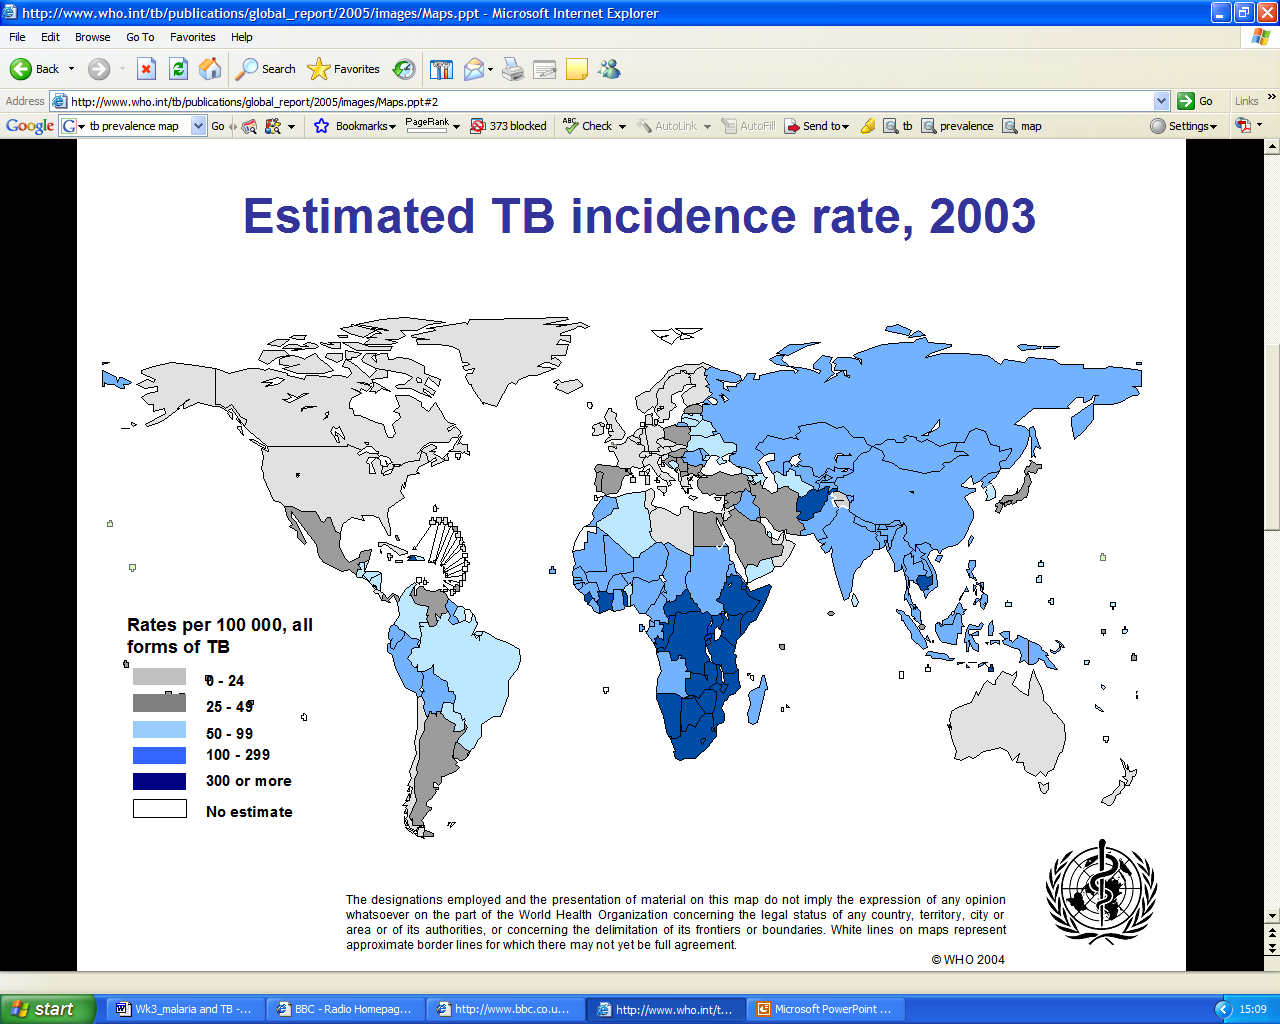 http://www.who.int/tb/publications/global_report/2005/images/Maps.ppt - Microsoft Internet Explorer
File Edit Browse Go To Favorites Help
Back Search Favorites
Address http://www.who.int/tb/publications/global_report/2005/images/Maps.ppt#2 Go Links »
Google G tb prevalence map Go Bookmarks PageRank 373 blocked ABC Check AutoLink AutoFill Send to tb prevalence map Settings
Estimated TB incidence rate, 2003
Rates per 100 000, all
forms of TB
0 - 24
25 - 49
50 - 99
100 - 299
300 or more
No estimate
The designations employed and the presentation of material on this map do not imply the expression of any opinion
whatsoever on the part of the World Health Organization concerning the legal status of any country, territory, city or
area or of its authorities, or concerning the delimitation of its frontiers or boundaries. White lines on maps represent
approximate border lines for which there may not yet be full agreement.
© WHO 2004
start Wk3_malaria and TB -... BBC - Radio Homepag... http://www.bbc.co.u... http://www.who.int/t... Microsoft PowerPoint ... 15:09